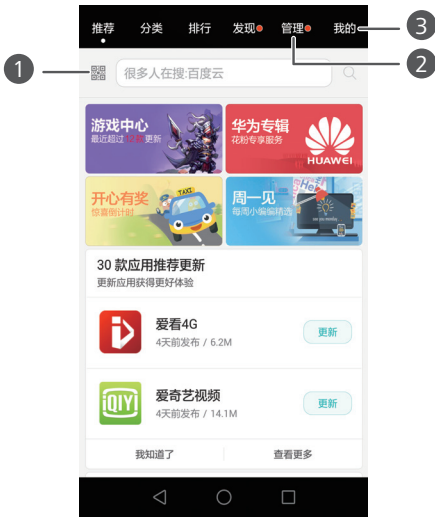 推荐 分类 排行 发现 管理 我的
3
2
1
很多人在搜:百度云
游戏中心
最近超过12款更新
华为专辑
花粉专享服务
HUAWEI
开心有奖
惊喜倒计时
TAXI
周一见
每周小编编精选
Hel
30 款应用推荐更新
更新应用获得更好体验
爱看4G
4天前发布 / 6.2M
更新
iQIYI
爱奇艺视频
4天前发布 / 14.1M
更新
我知道了 查看更多